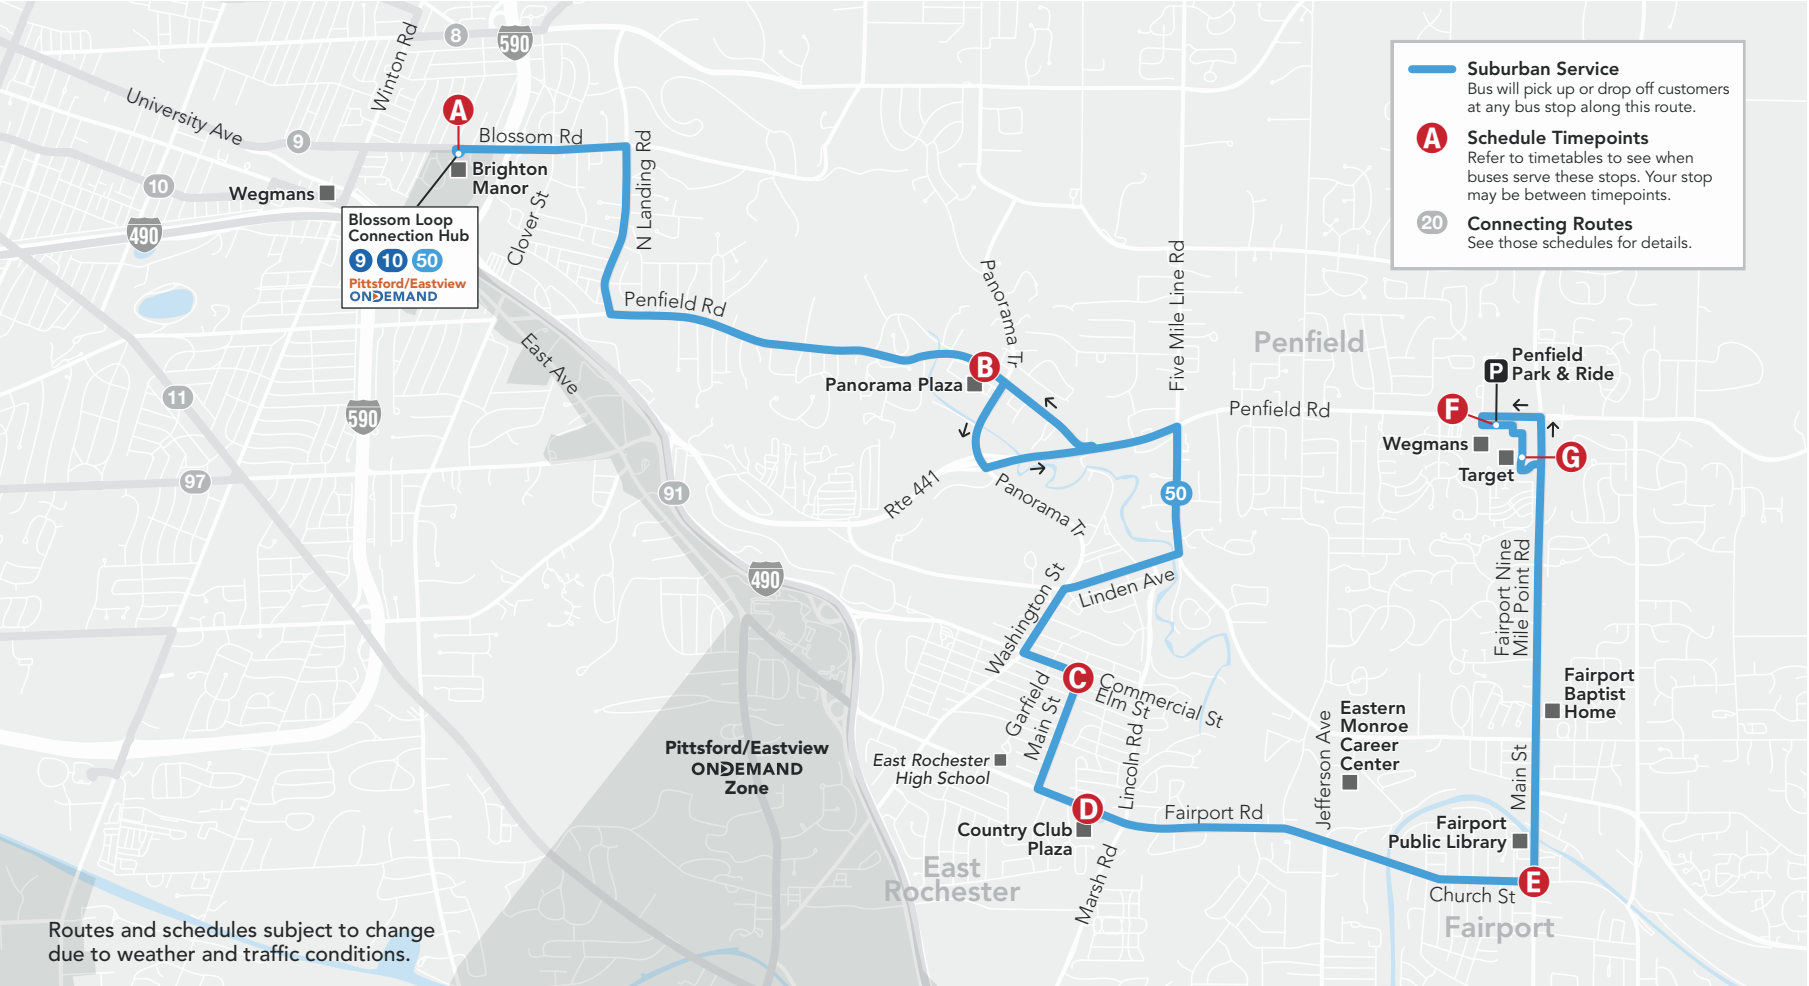 8
590
Winton Rd
University Ave
9
A
Blossom Rd
10
Wegmans
Brighton
Manor
N Landing Rd
Clover St
490
Blossom Loop
Connection Hub
9 10 50
Pittsford/Eastview
ONDEMAND
Penfield Rd
East Ave
11
590
97
91
490
Panorama Tr
B
Panorama Plaza
Five Mile Line Rd
Penfield
Penfield Rd
Rte 441
Panorama Tr
50
Linden Ave
Washington St
C
Commercial St
Elm St
Garfield
Main St
Lincoln Rd
East Rochester
High School
D
Country Club
Plaza
Fairport Rd
Marsh Rd
East
Rochester
Jefferson Ave
Eastern
Monroe
Career
Center
Fairport
Public Library
E
Church St
Fairport
Main St
Fairport
Baptist
Home
Fairport Nine
Mile Point Rd
P
Penfield
Park & Ride
F
Wegmans
Target
G
Pittsford/Eastview
ONDEMAND
Zone
Suburban Service
Bus will pick up or drop off customers
at any bus stop along this route.
A
Schedule Timepoints
Refer to timetables to see when
buses serve these stops. Your stop
may be between timepoints.
20
Connecting Routes
See those schedules for details.
Routes and schedules subject to change
due to weather and traffic conditions.